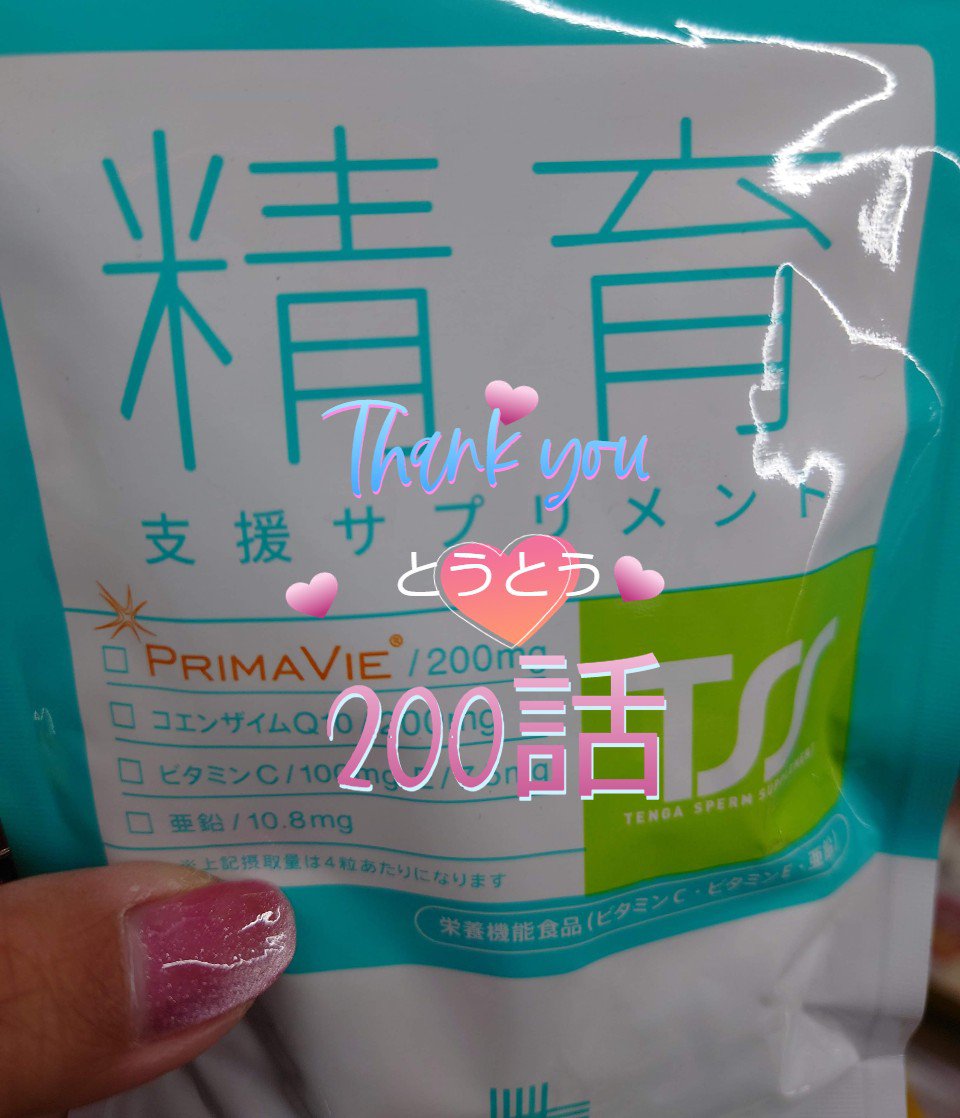 精育
Thank you
支援サプリメント
とうとう
PRIMAVIE® / 200mg
200話
コエンザイムQ10 / 200mg
TSS
ビタミンC / 100mg
TENGA SPERM SUPPLEMENT
亜鉛 / 10.8mg
※上記摂取量は4粒あたりになります
栄養機能食品(ビタミンC・ビタミンE・亜鉛)